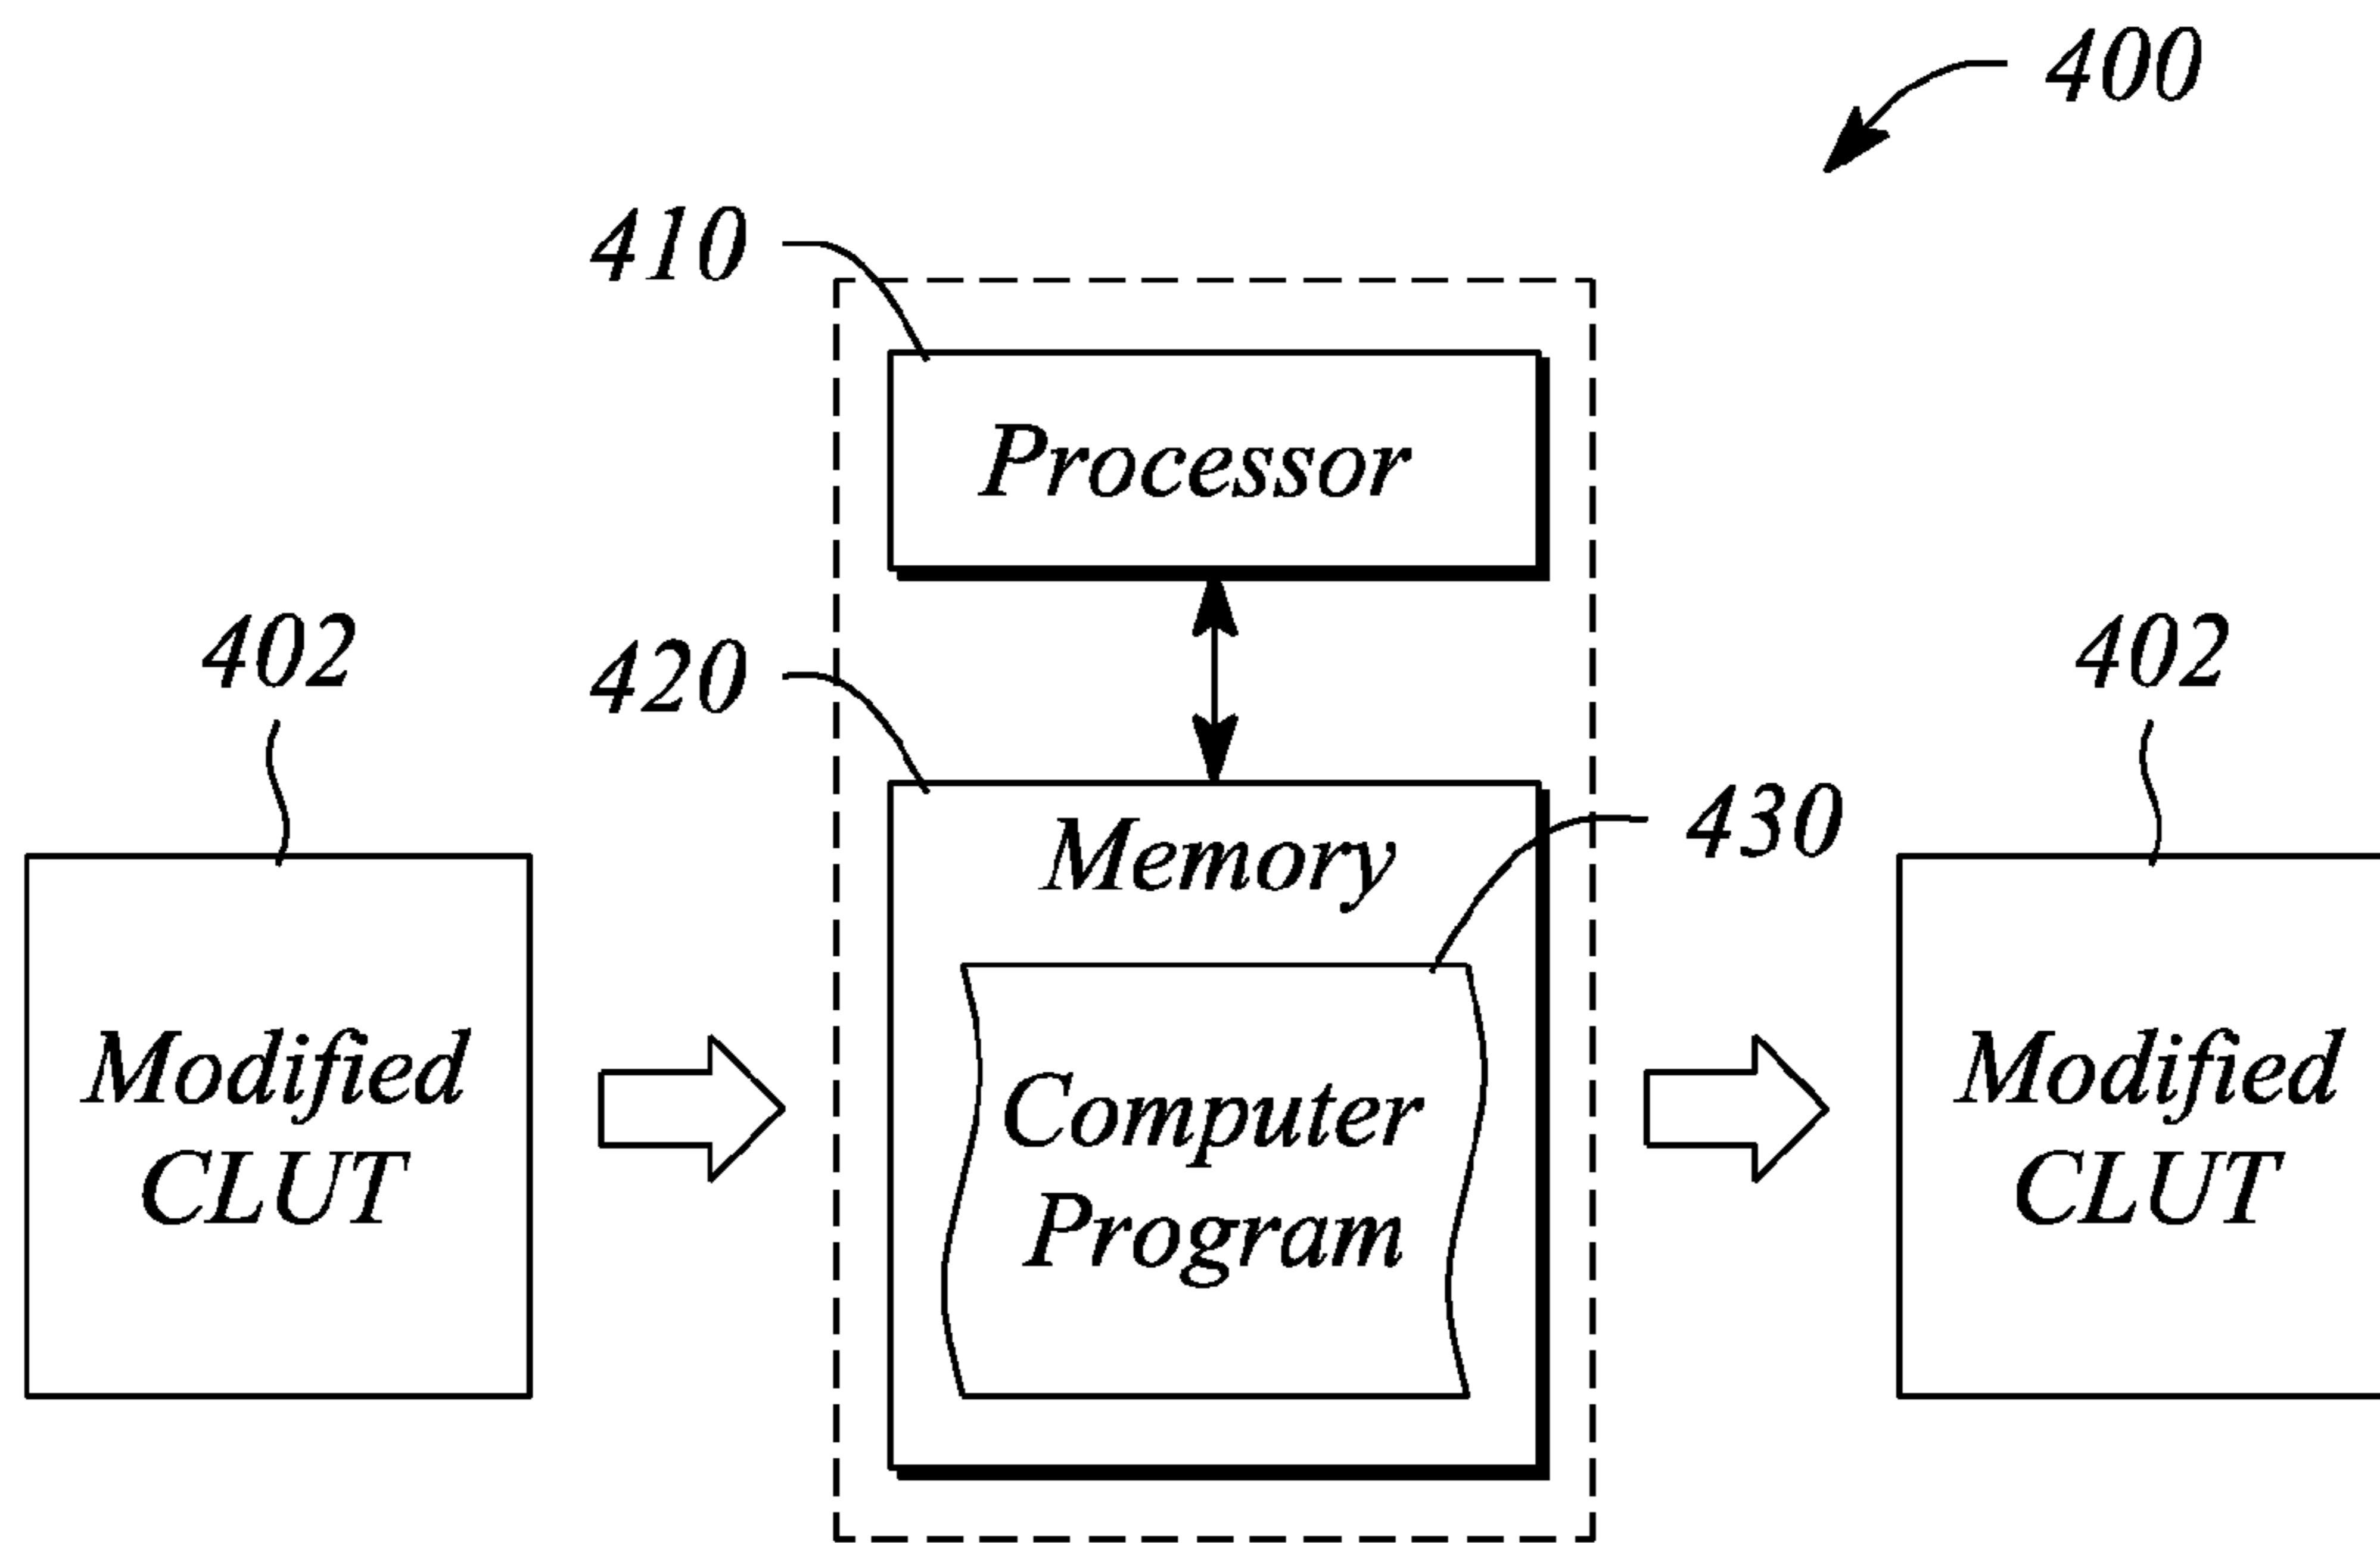 400
410
Processor
402
420
402
430
Memory
Modified
CLUT
Computer
Program
Modified
CLUT